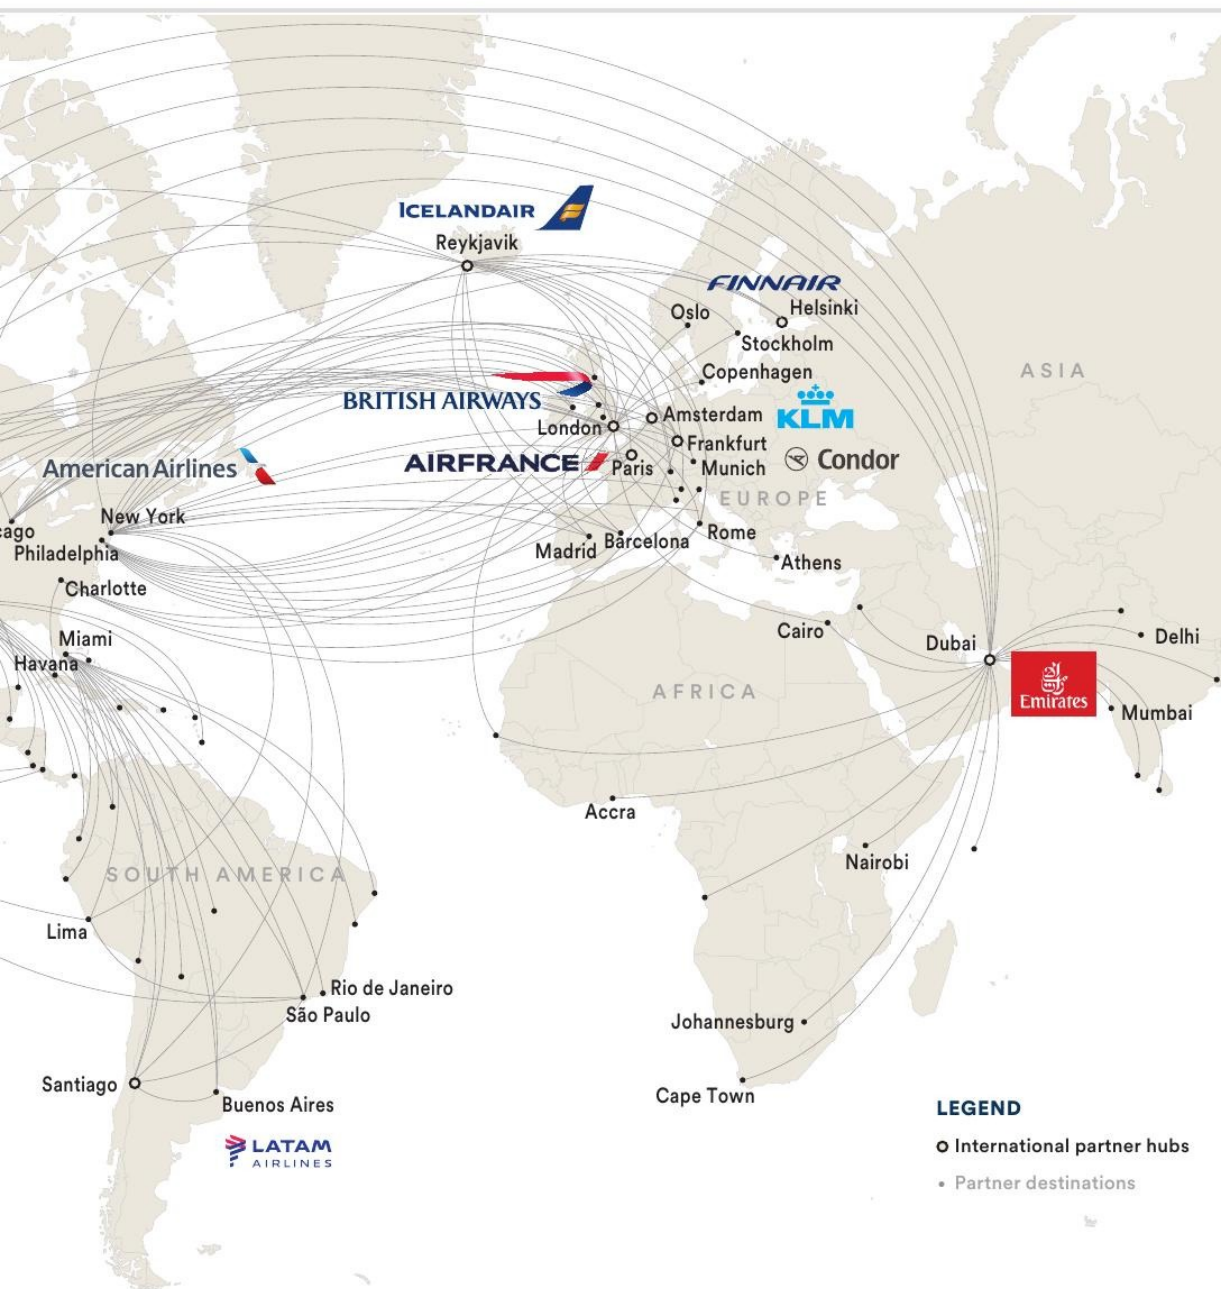 ICELANDAIR
Reykjavik
FINNAIR
Helsinki
Oslo
Stockholm
ASIA
Copenhagen
BRITISH AIRWAYS
Amsterdam
KLM
London
Frankfurt
American Airlines
AIRFRANCE
Paris
Munich
Condor
EUROPE
New York
cago
Philadelphia
Rome
Madrid
Barcelona
Athens
Charlotte
Cairo
Dubai
Delhi
Miami
Havana
AFRICA
Emirates
Mumbai
Accra
Nairobi
SOUTH AMERICA
Lima
Rio de Janeiro
São Paulo
Johannesburg
Santiago
Cape Town
Buenos Aires
LATAM
AIRLINES
LEGEND
International partner hubs
Partner destinations